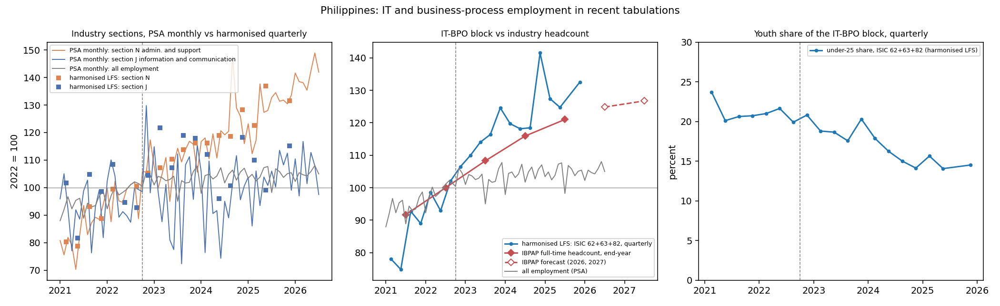 Philippines: IT and business-process employment in recent tabulations
Industry sections, PSA monthly vs harmonised quarterly
PSA monthly: section N admin. and support
PSA monthly: section J information and communication
PSA monthly: all employment
harmonised LFS: section N
harmonised LFS: section J
2022 = 100
150
140
130
120
110
100
90
80
70
2021
2022
2023
2024
2025
2026
IT-BPO block vs industry headcount
140
130
120
110
100
90
80
harmonised LFS: ISIC 62+63+82, quarterly
IBPAP full-time headcount, end-year
IBPAP forecast (2026, 2027)
all employment (PSA)
2021
2022
2023
2024
2025
2026
2027
Youth share of the IT-BPO block, quarterly
under-25 share, ISIC 62+63+82 (harmonised LFS)
percent
30
25
20
15
10
5
0
2021
2022
2023
2024
2025
2026